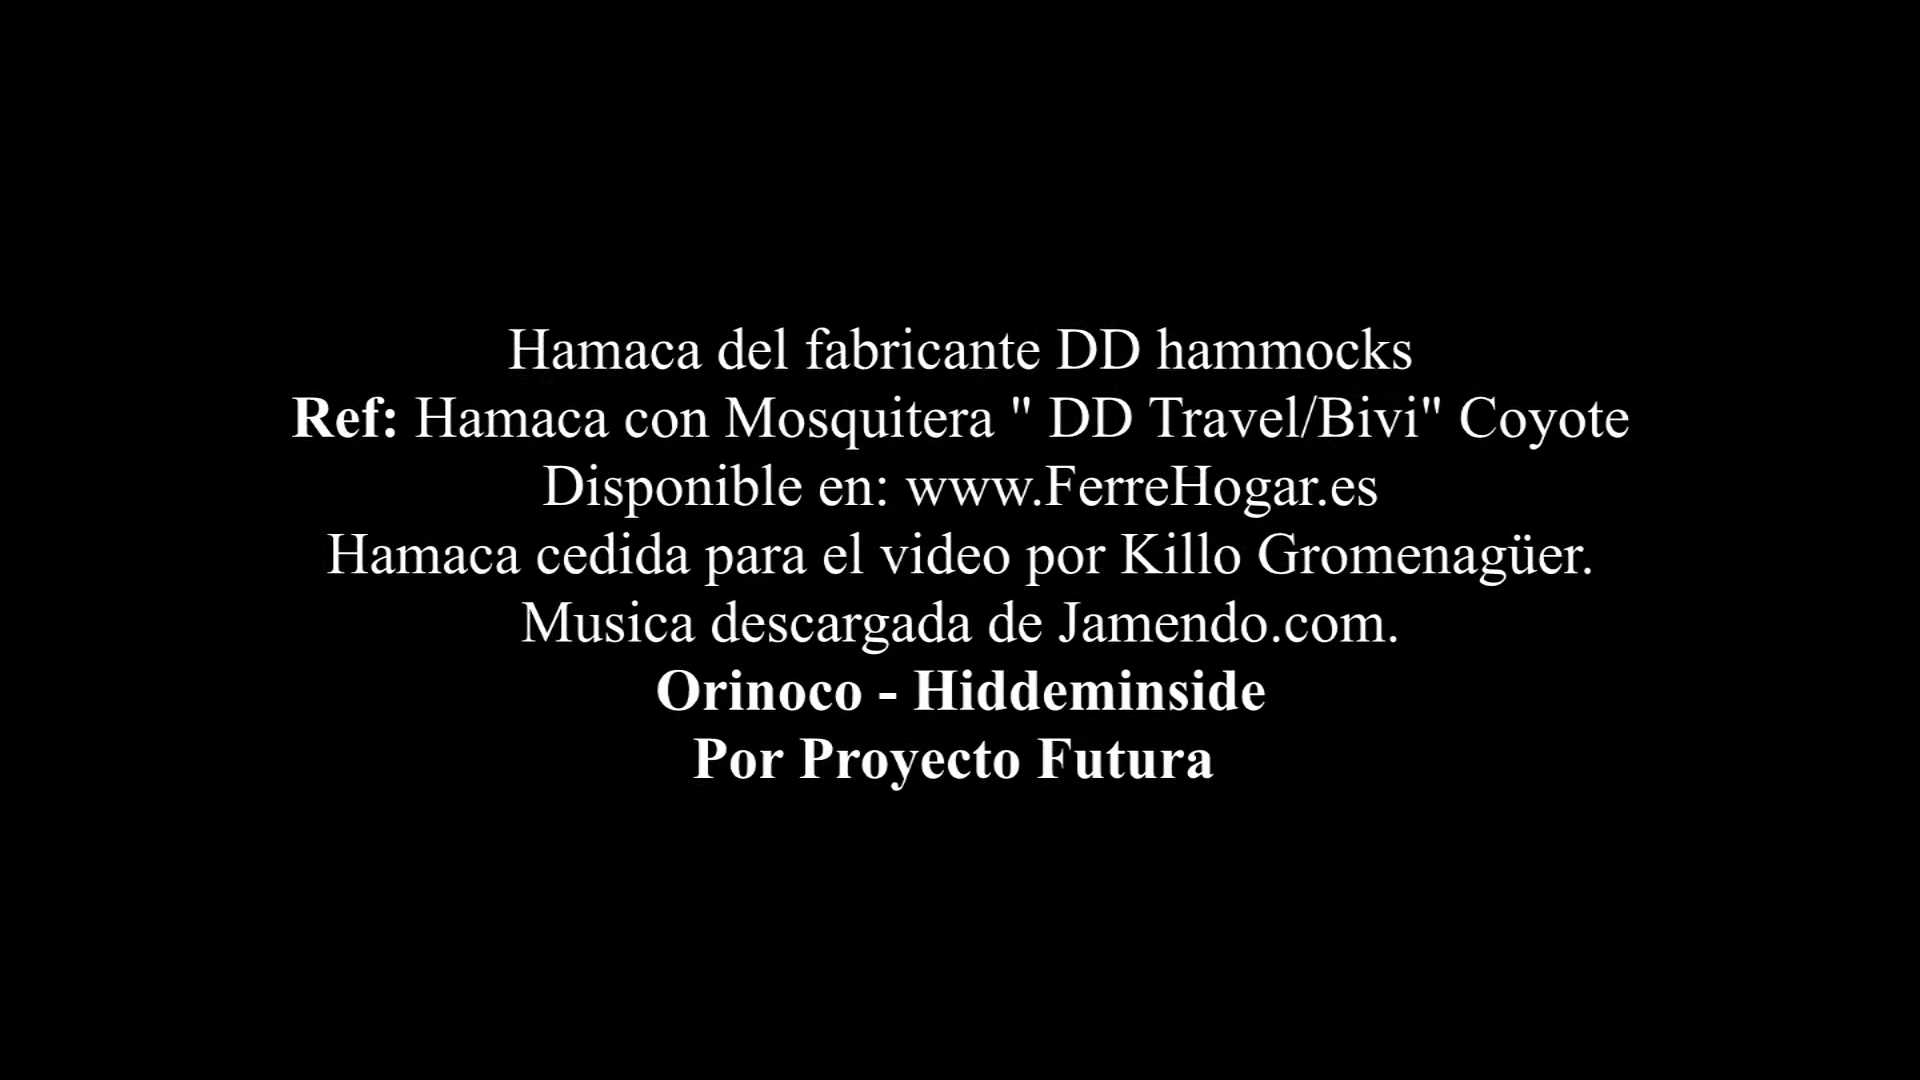 Hamaca del fabricante DD hammocks
Ref: Hamaca con Mosquitera " DD Travel/Bivi" Coyote
Disponible en: www.FerreHogar.es
Hamaca cedida para el video por Killo Gromenagüer.
Musica descargada de Jamendo.com.
Orinoco - Hiddeminside
Por Proyecto Futura